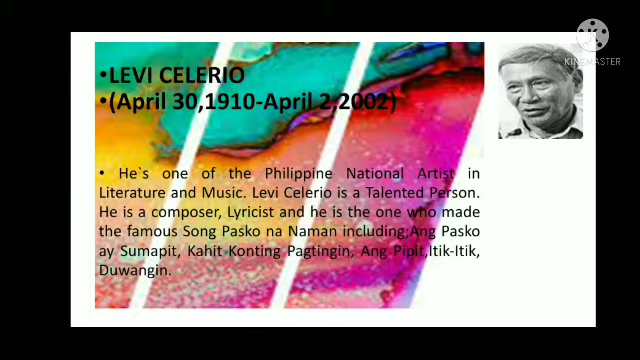 •LEVI CELERIO
•(April 30,1910-April 2,2002)
• He`s one of the Philippine National Artist in
Literature and Music. Levi Celerio is a Talented Person.
He is a composer, Lyricist and he is the one who made
the famous Song Pasko na Naman including;Ang Pasko
ay Sumapit, Kahit Konting Pagtingin, Ang Pipit,Itik-Itik,
Duwangin.
K
KINEMASTER